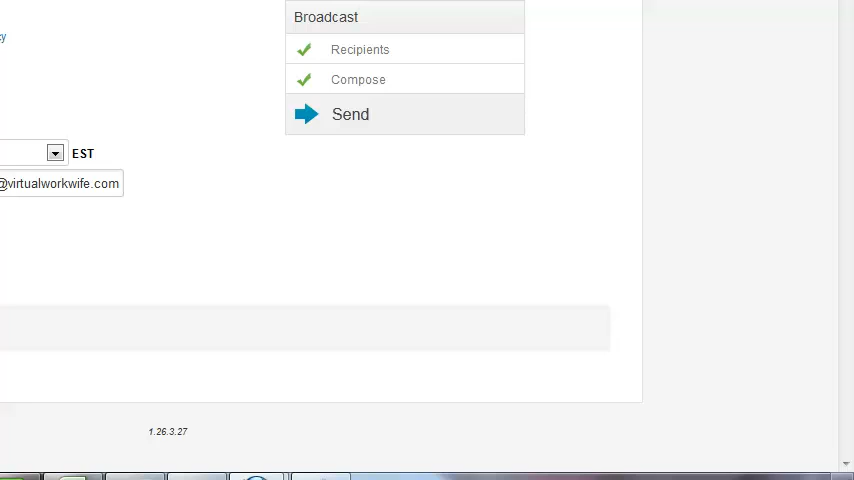 Broadcast
Recipients
Compose
Send
EST
@virtualworkwife.com
1.26.3.27